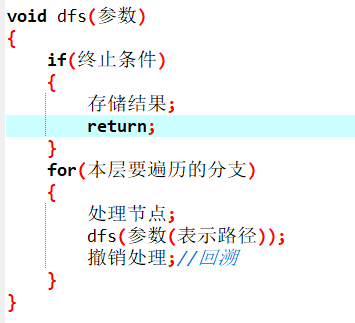 void dfs(参数)
{
if(终止条件)
{
存储结果;
return;
}
for(本层要遍历的分支)
{
处理节点;
dfs(参数(表示路径));
撤销处理;//回溯
}
}